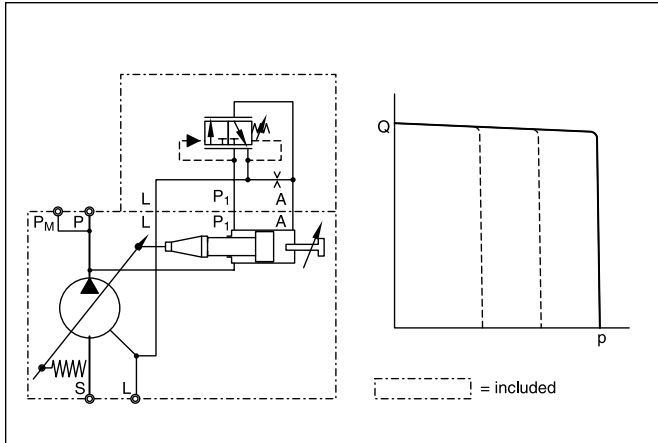 L P₁ A
L P₁ A
P_M P
S L
Q
p
= included